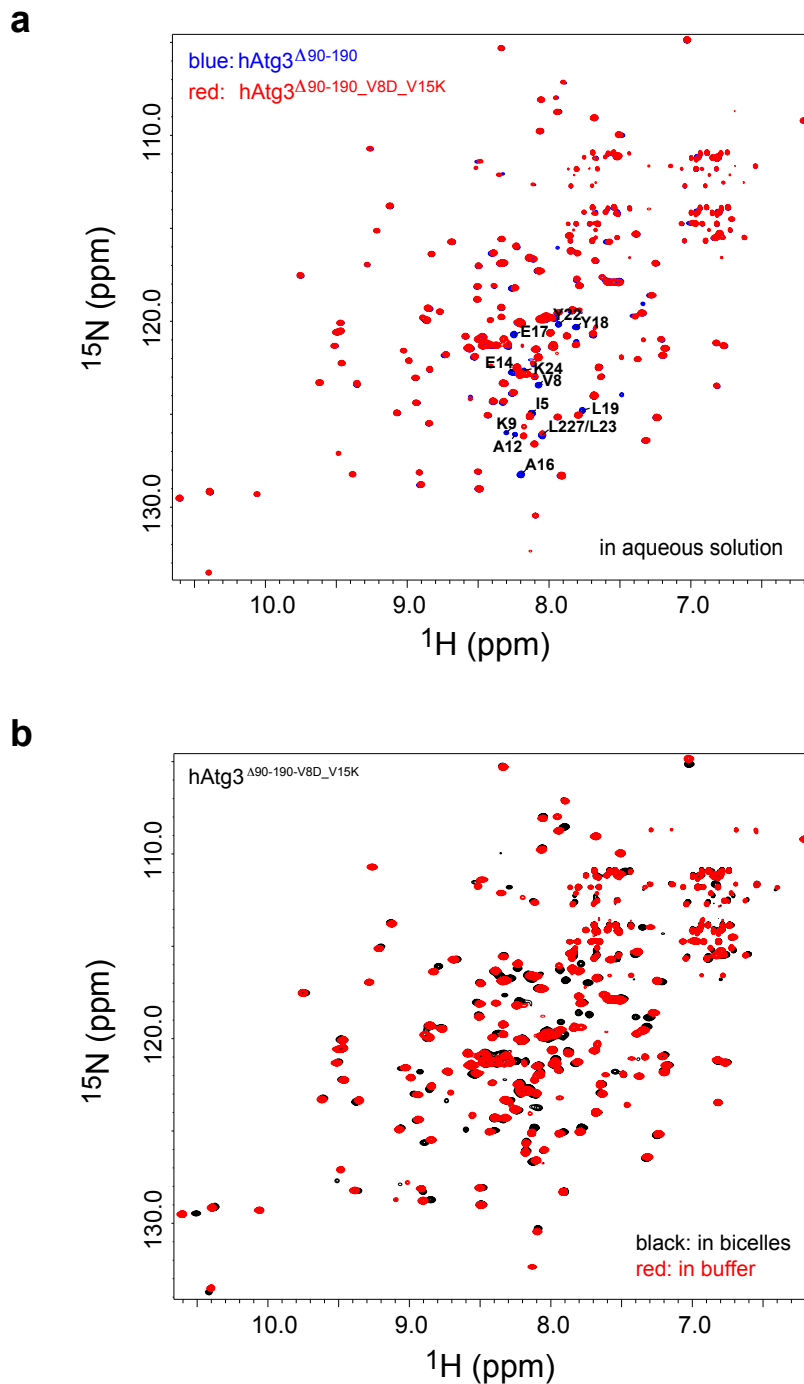 a
blue: hAtg3Δ90-190
red: hAtg3Δ90-190_V8D_V15K
110.0
120.0
130.0
15N (ppm)
Y22
Y18
E17
E14
K24
V8
I5
L19
K9
L227/L23
A12
A16
in aqueous solution
10.0 9.0 8.0 7.0
1H (ppm)
b
hAtg3Δ90-190-V8D_V15K
110.0
120.0
130.0
15N (ppm)
black: in bicelles
red: in buffer
10.0 9.0 8.0 7.0
1H (ppm)